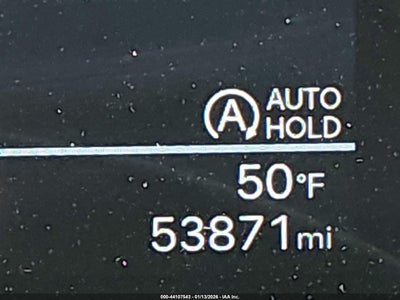 A AUTO
HOLD
50°F
53871mi
000-44107543 - 01/13/2026 - IAA Inc.